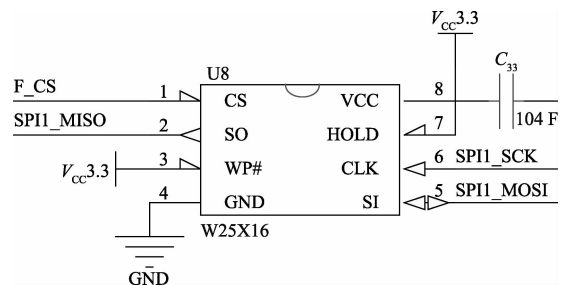 VCC3.3
U8
C33
F_CS 1 CS VCC 8
104 F
SPI1_MISO 2 SO HOLD 7
VCC3.3 3 WP# CLK 6 SPI1_SCK
4 GND SI 5 SPI1_MOSI
W25X16
GND